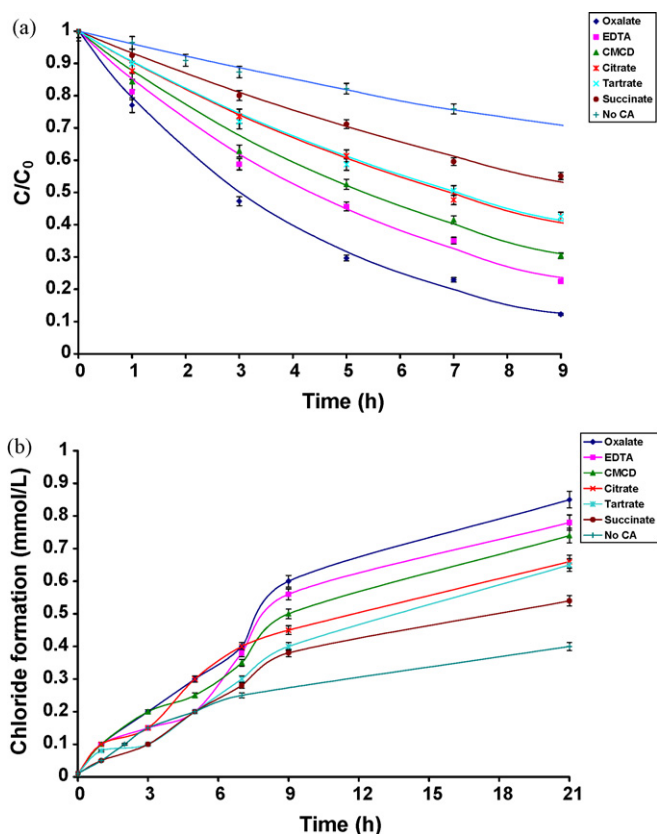 (a)
1
0.9
0.8
0.7
0.6
0.5
0.4
0.3
0.2
0.1
0
C/C0
0 1 2 3 4 5 6 7 8 9
Time (h)
Oxalate
EDTA
CMCD
Citrate
Tartrate
Succinate
No CA
(b)
1
0.9
0.8
0.7
0.6
0.5
0.4
0.3
0.2
0.1
0
Chloride formation (mmol/L)
0 3 6 9 12 15 18 21
Time (h)
Oxalate
EDTA
CMCD
Citrate
Tartrate
Succinate
No CA